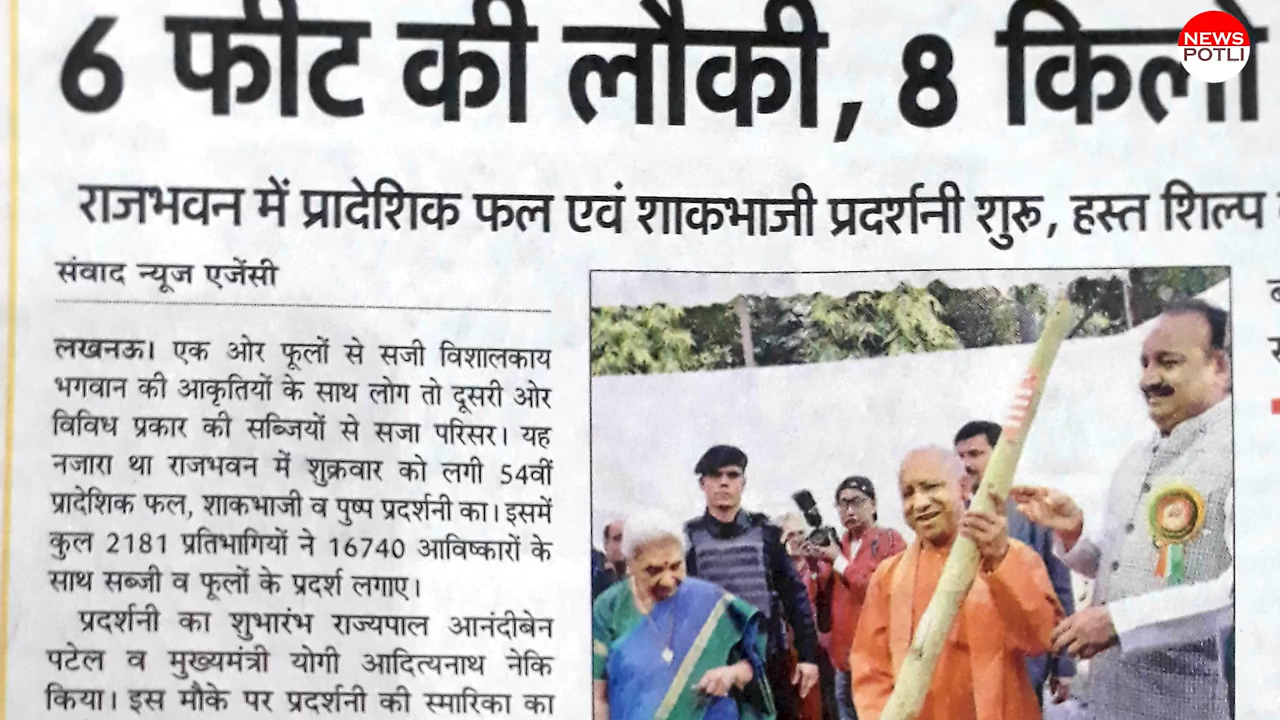 6 फीट की लौकी, 8 किलो
NEWS
POTLI
राजभवन में प्रादेशिक फल एवं शाकभाजी प्रदर्शनी शुरू, हस्त शिल्प
संवाद न्यूज एजेंसी
लखनऊ। एक ओर फूलों से सजी विशालकाय
भगवान की आकृतियों के साथ लोग तो दूसरी ओर
विविध प्रकार की सब्जियों से सजा परिसर। यह
नजारा था राजभवन में शुक्रवार को लगी 54वीं
प्रादेशिक फल, शाकभाजी व पुष्प प्रदर्शनी का। इसमें
कुल 2181 प्रतिभागियों ने 16740 आविष्कारों के
साथ सब्जी व फूलों के प्रदर्श लगाए।
प्रदर्शनी का शुभारंभ राज्यपाल आनंदीबेन
पटेल व मुख्यमंत्री योगी आदित्यनाथ नेकि
किया। इस मौके पर प्रदर्शनी की स्मारिका का